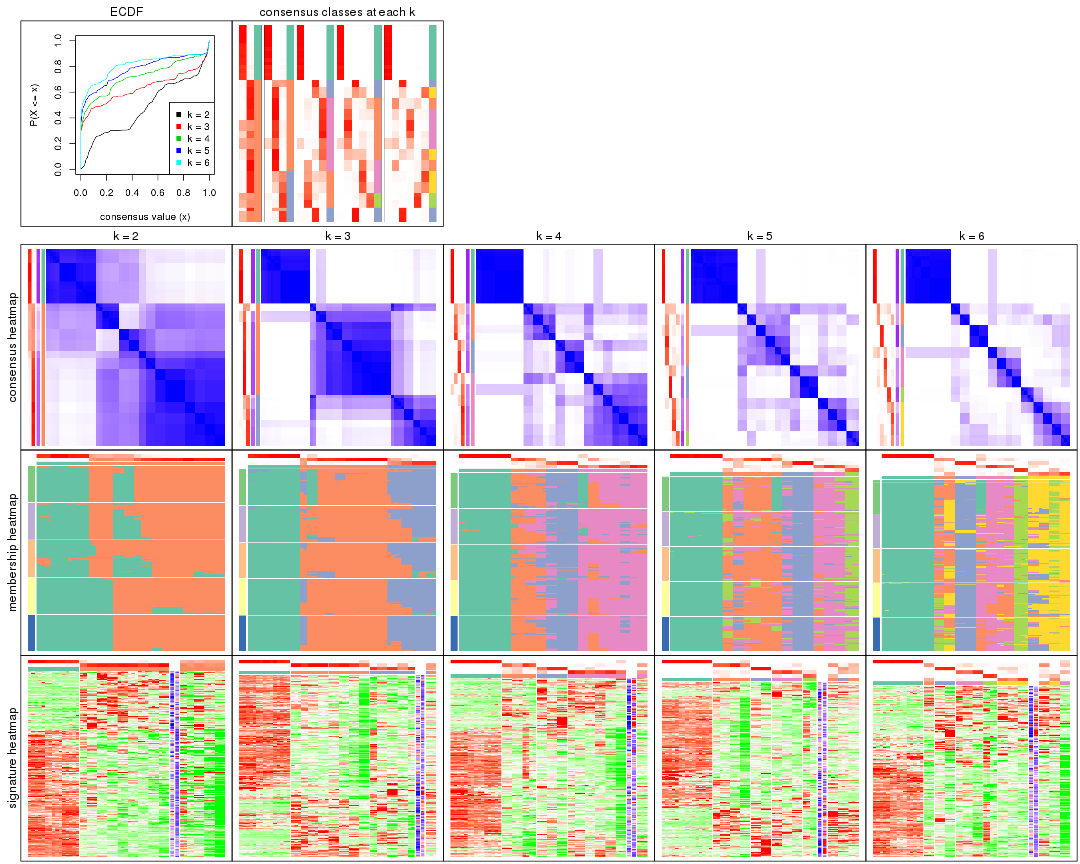 ECDF
consensus classes at each k
P(X <= x)
0.0 0.2 0.4 0.6 0.8 1.0
k = 2
k = 3
k = 4
k = 5
k = 6
0.0 0.2 0.4 0.6 0.8 1.0
consensus value (x)
k = 2 k = 3 k = 4 k = 5 k = 6
consensus heatmap
membership heatmap
signature heatmap